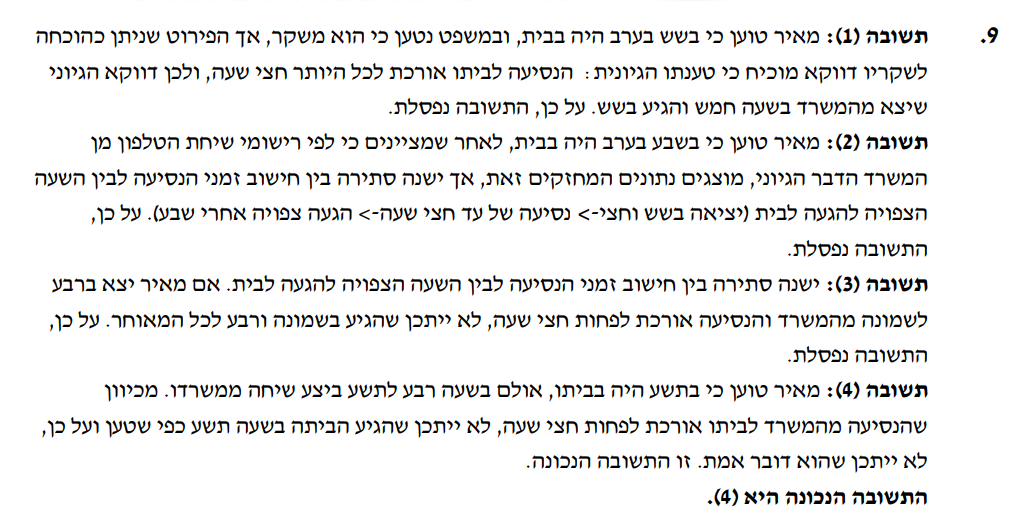 9. תשובה (1): מאיר טוען כי בשש בערב היה בבית, ובמשפט נטען כי הוא משקר, אך הפירוט שניתן כהוכחה
לשקריו דווקא מוכיח כי טענתו הגיונית: הנסיעה לביתו אורכת לכל היותר חצי שעה, ולכן דווקא הגיוני
שיצא מהמשרד בשעה חמש והגיע בשש. על כן, התשובה נפסלת.
תשובה (2): מאיר טוען כי בשבע בערב היה בבית, לאחר שמציינים כי לפי רישומי שיחת הטלפון מן
המשרד הדבר הגיוני, מוצגים נתונים המחזקים זאת, אך ישנה סתירה בין חישוב זמני הנסיעה לבין השעה
הצפויה להגעה לבית (יציאה בשש וחצי-> נסיעה של עד חצי שעה-> הגעה צפויה אחרי שבע). על כן,
התשובה נפסלת.
תשובה (3): ישנה סתירה בין חישוב זמני הנסיעה לבין השעה הצפויה להגעה לבית. אם מאיר יצא ברבע
לשמונה מהמשרד והנסיעה אורכת לפחות חצי שעה, לא ייתכן שהגיע בשמונה ורבע לכל המאוחר. על כן,
התשובה נפסלת.
תשובה (4): מאיר טוען כי בתשע היה בביתו, אולם בשעה רבע לתשע ביצע שיחה ממשרדו. מכיוון
שהנסיעה מהמשרד לביתו אורכת לפחות חצי שעה, לא ייתכן שהגיע הביתה בשעה תשע כפי שטען ועל כן,
לא ייתכן שהוא דובר אמת. זו התשובה הנכונה.
התשובה הנכונה היא (4).